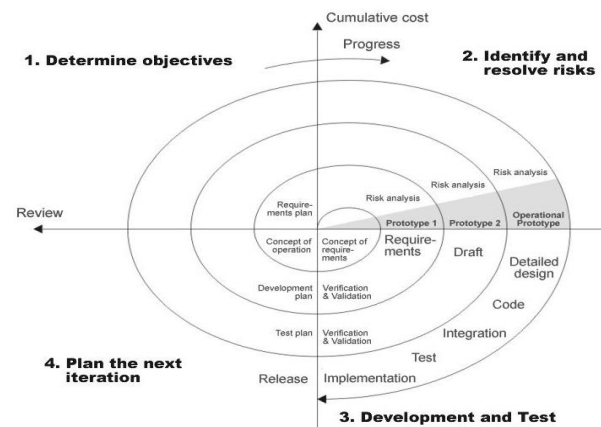 Cumulative cost
Progress
1. Determine objectives
2. Identify and
resolve risks
Risk analysis
Risk analysis
Risk analysis
Require-
ments plan
Prototype 1
Prototype 2
Operational
Prototype
Review
Concept of
operation
Concept of
require-
ments
Require-
ments
Draft
Detailed
design
Development
plan
Verification
& Validation
Code
Test plan
Verification
& Validation
Integration
Test
4. Plan the next
iteration
Release
Implementation
3. Development and Test